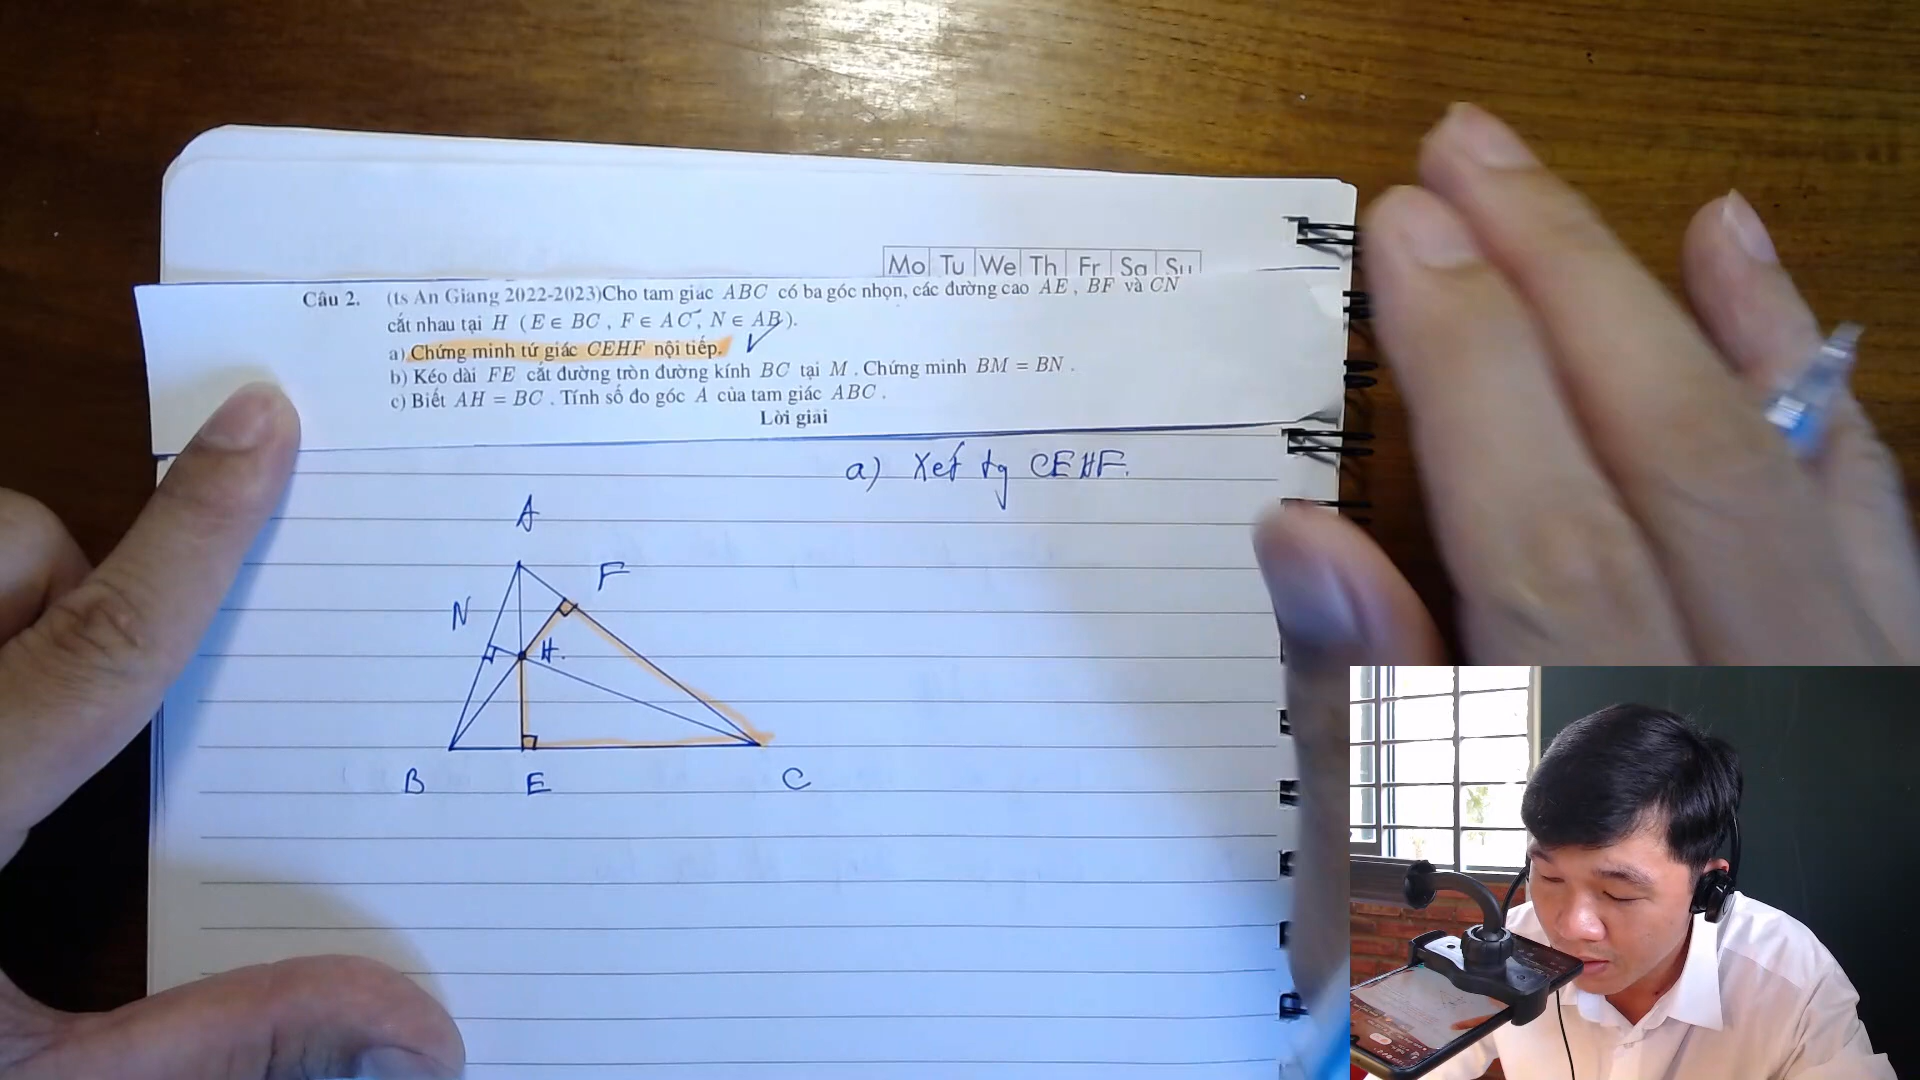 Mo Tu We Th Fr Sa Su
Câu 2. (ts An Giang 2022-2023)Cho tam giác ABC có ba góc nhọn, các đường cao AE , BF và CN
cắt nhau tại H ( E ∈ BC , F ∈ AC , N ∈ AB ).
a) Chứng minh tứ giác CEHF nội tiếp.
b) Kéo dài FE cắt đường tròn đường kính BC tại M . Chứng minh BM = BN .
c) Biết AH = BC . Tính số đo góc A của tam giác ABC .
Lời giải
a) Xét tg CEHF.
A
F
N
H.
B E C